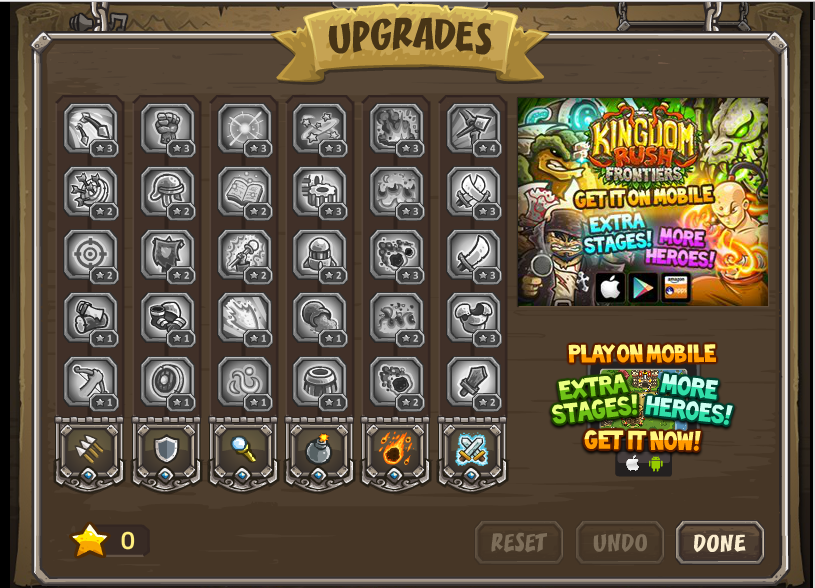 UPGRADES
3 3 3 3 3 4
2 2 2 3 3 3
2 2 2 2 3 3
1 1 1 1 2 3
1 1 1 1 2 2
0
KINGDOM
RUSH
FRONTIERS
GET IT ON MOBILE
EXTRA
STAGES!
MORE
HEROES!
amazon
apps
PLAY ON MOBILE
EXTRA
STAGES!
MORE
HEROES!
GET IT NOW!
RESET
UNDO
DONE